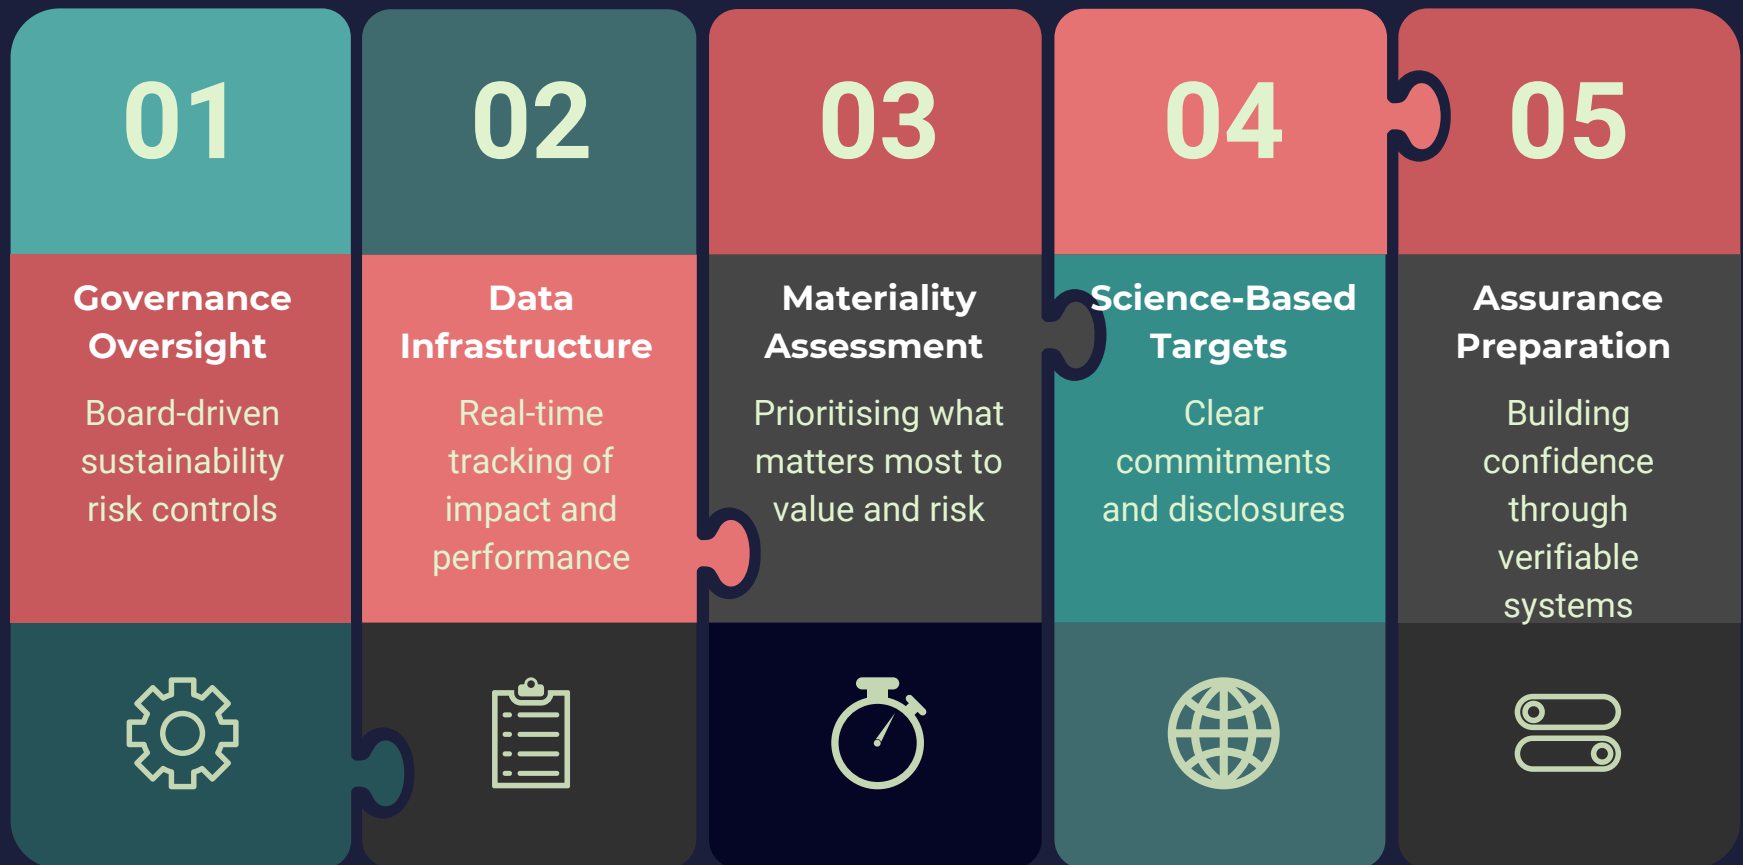 01
Governance
Oversight
Board-driven
sustainability
risk controls
02
Data
Infrastructure
Real-time
tracking of
impact and
performance
03
Materiality
Assessment
Prioritising what
matters most to
value and risk
04
Science-Based
Targets
Clear
commitments
and disclosures
05
Assurance
Preparation
Building
confidence
through
verifiable
systems